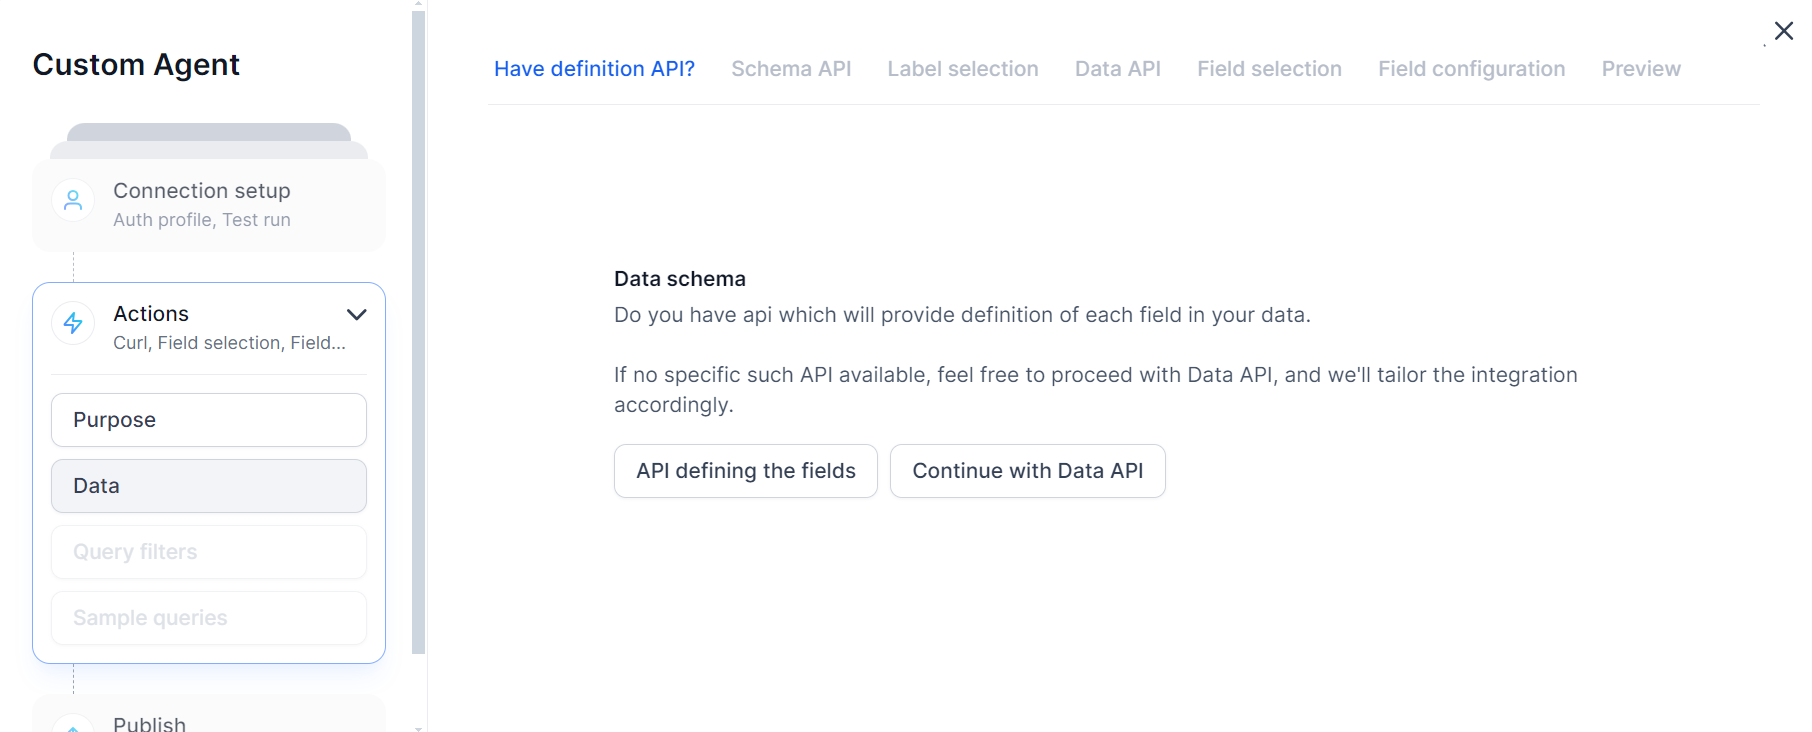 Custom Agent
Connection setup
Auth profile, Test run
Actions
Curl, Field selection, Field...
Purpose
Data
Query filters
Sample queries
Publish
Have definition API?
Schema API
Label selection
Data API
Field selection
Field configuration
Preview
Data schema
Do you have api which will provide definition of each field in your data.
If no specific such API available, feel free to proceed with Data API, and we'll tailor the integration
accordingly.
API defining the fields
Continue with Data API